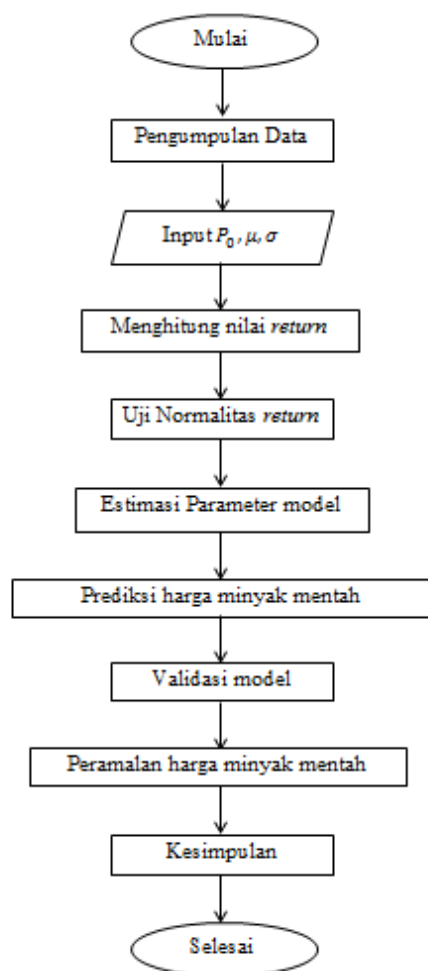 Mulai
Pengumpulan Data
Input P₀, μ, σ
Menghitung nilai return
Uji Normalitas return
Estimasi Parameter model
Prediksi harga minyak mentah
Validasi model
Peramalan harga minyak mentah
Kesimpulan
Selesai